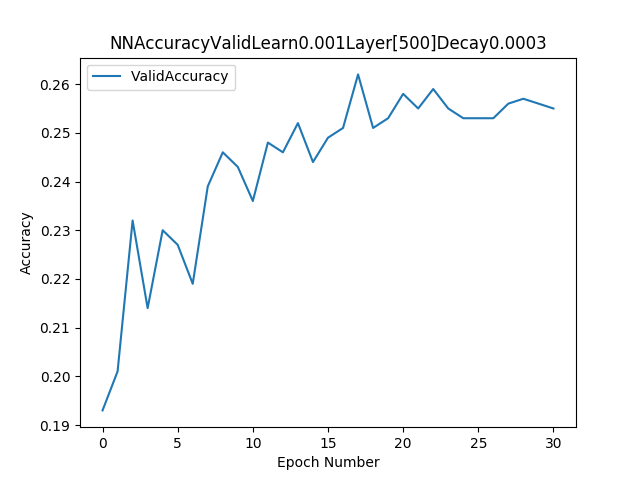 NNAccuracyValidLearn0.001Layer[500]Decay0.0003
ValidAccuracy
0.26
0.25
0.24
0.23
0.22
0.21
0.20
0.19
Accuracy
0 5 10 15 20 25 30
Epoch Number